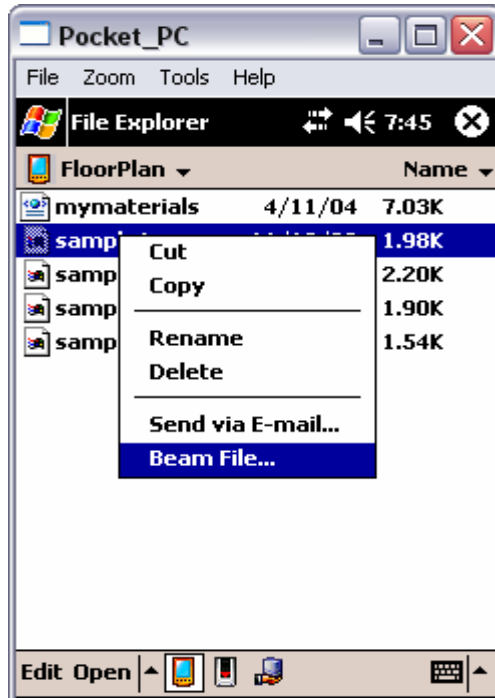 Pocket_PC
File Zoom Tools Help
File Explorer 7:45
FloorPlan Name
mymaterials 4/11/04 7.03K
samp 1.98K
samp 2.20K
samp 1.90K
samp 1.54K
Cut
Copy
Rename
Delete
Send via E-mail...
Beam File...
Edit Open